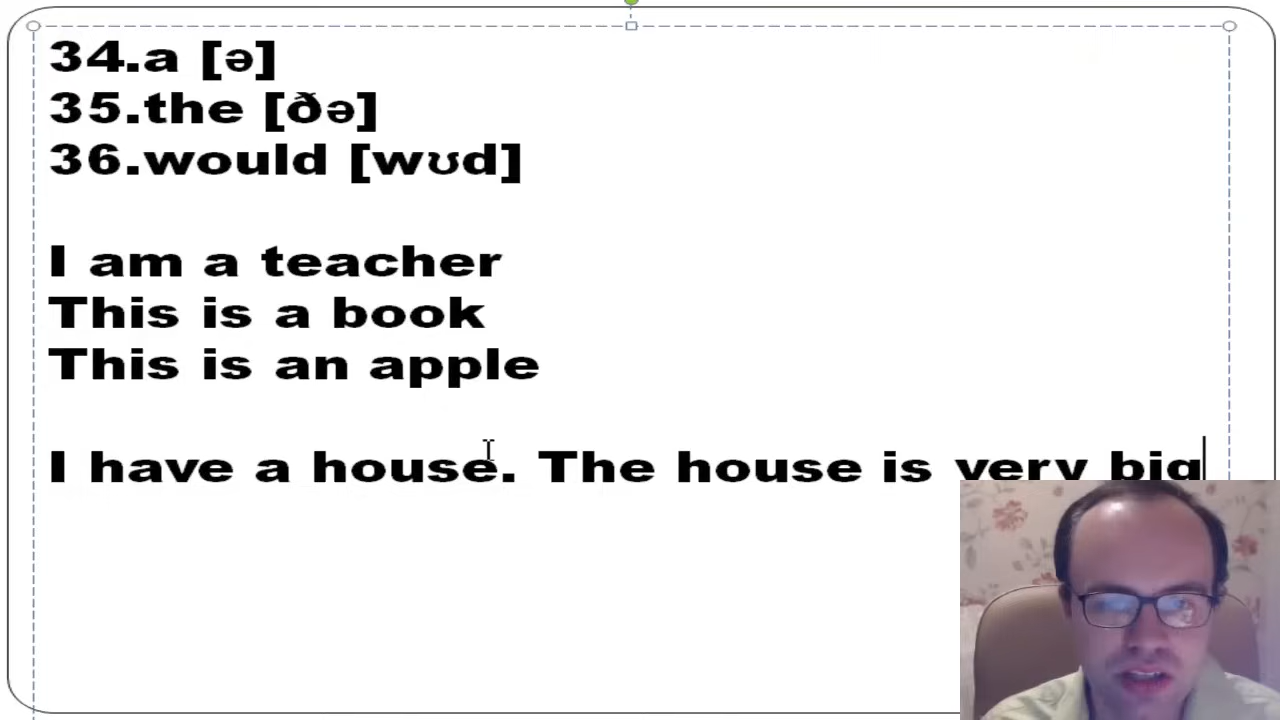 34.a [ə]
35.the [ðə]
36.would [wʊd]
I am a teacher
This is a book
This is an apple
I have a house. The house is very big